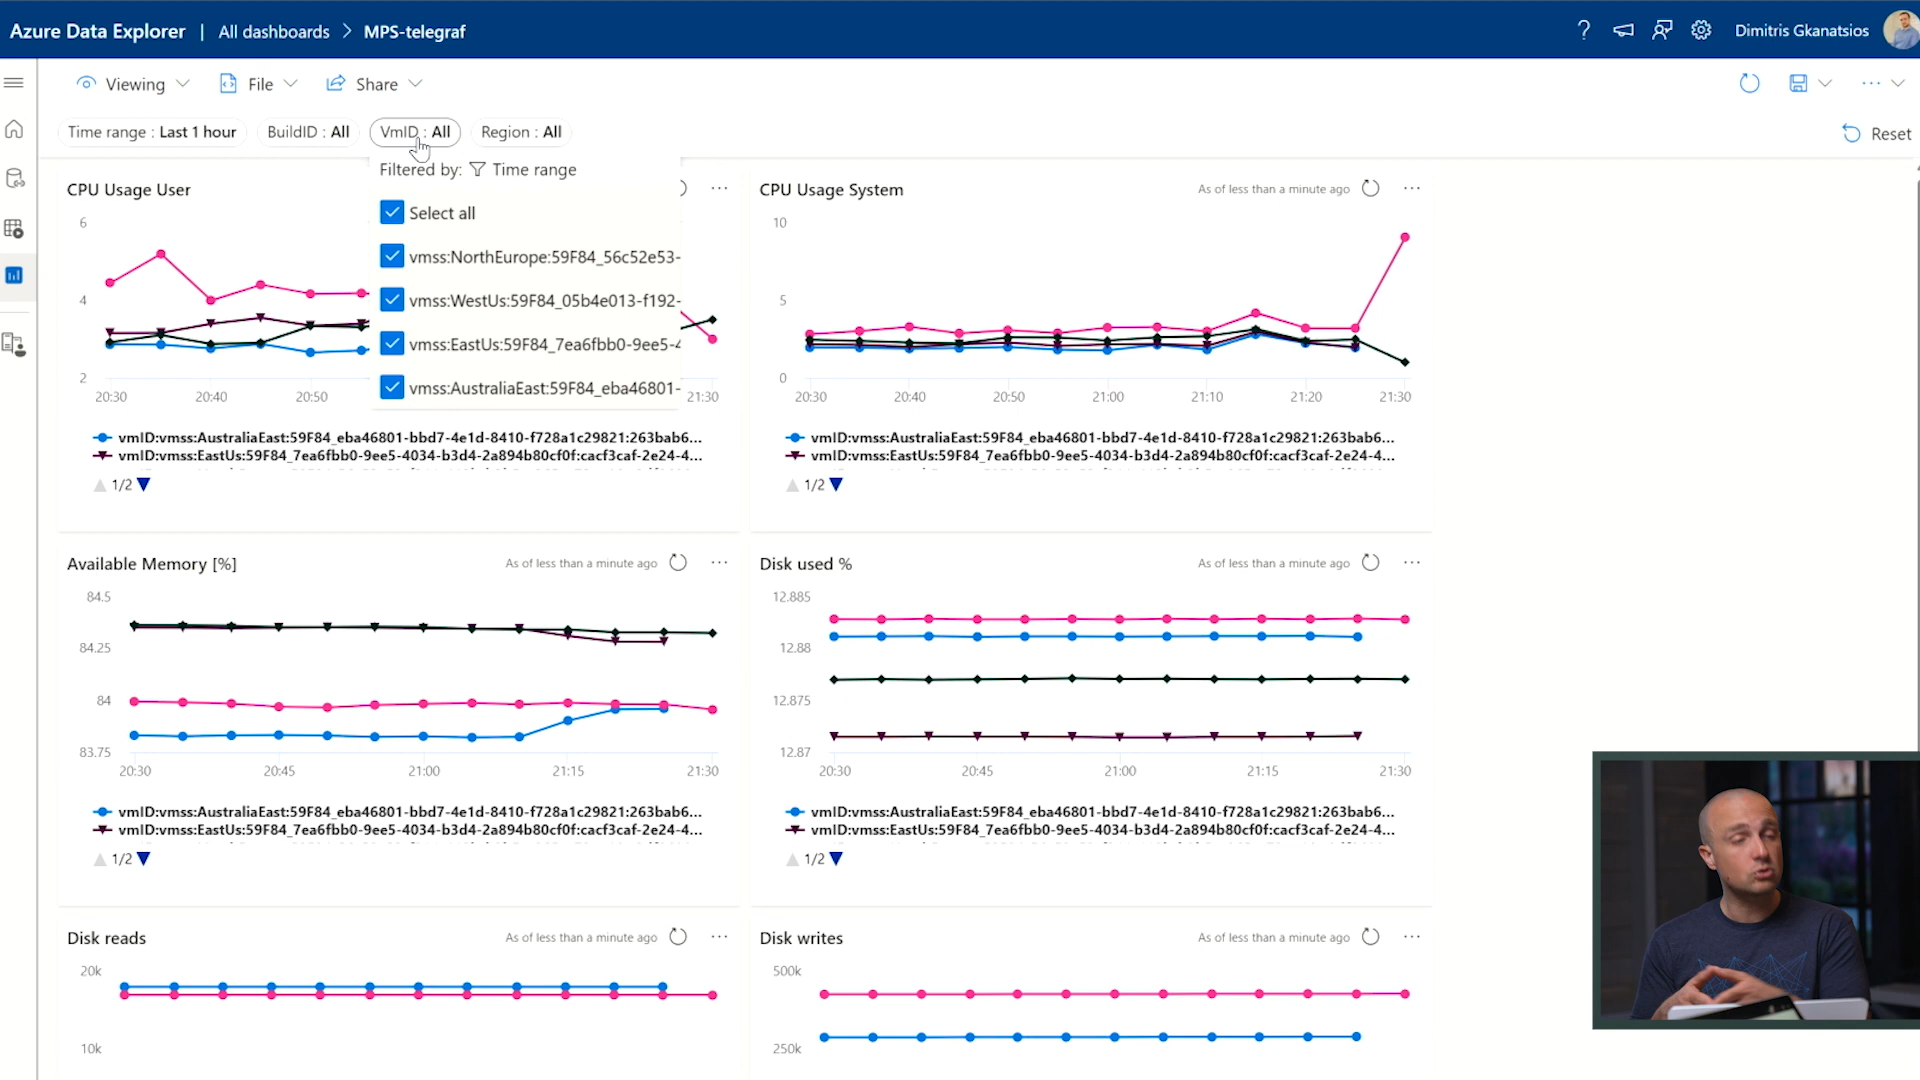 Azure Data Explorer | All dashboards > MPS-telegraf
Dimitris Gkanatsios
Viewing File Share
Time range : Last 1 hour BuildID : All VmID : All Region : All
Reset
Filtered by: Time range
Select all
vmss:NorthEurope:59F84_56c52e53-
vmss:WestUs:59F84_05b4e013-f192-
vmss:EastUs:59F84_7ea6fbb0-9ee5-4
vmss:AustraliaEast:59F84_eba46801-
CPU Usage User
6
4
2
20:30 20:40 20:50 21:30
vmID:vmss:AustraliaEast:59F84_eba46801-bbd7-4e1d-8410-f728a1c29821:263bab6...
vmID:vmss:EastUs:59F84_7ea6fbb0-9ee5-4034-b3d4-2a894b80cf0f:cacf3caf-2e24-4...
1/2
CPU Usage System
As of less than a minute ago
10
5
0
20:30 20:40 20:50 21:00 21:10 21:20 21:30
vmID:vmss:AustraliaEast:59F84_eba46801-bbd7-4e1d-8410-f728a1c29821:263bab6...
vmID:vmss:EastUs:59F84_7ea6fbb0-9ee5-4034-b3d4-2a894b80cf0f:cacf3caf-2e24-4...
1/2
Available Memory [%]
As of less than a minute ago
84.5
84.25
84
83.75
20:30 20:45 21:00 21:15 21:30
vmID:vmss:AustraliaEast:59F84_eba46801-bbd7-4e1d-8410-f728a1c29821:263bab6...
vmID:vmss:EastUs:59F84_7ea6fbb0-9ee5-4034-b3d4-2a894b80cf0f:cacf3caf-2e24-4...
1/2
Disk used %
As of less than a minute ago
12.885
12.88
12.875
12.87
20:30 20:45 21:00 21:15 21:30
vmID:vmss:AustraliaEast:59F84_eba46801-bbd7-4e1d-8410-f728a1c29821:263bab6...
vmID:vmss:EastUs:59F84_7ea6fbb0-9ee5-4034-b3d4-2a894b80cf0f:cacf3caf-2e24-4...
1/2
Disk reads
As of less than a minute ago
20k
10k
Disk writes
As of less than a minute ago
500k
250k